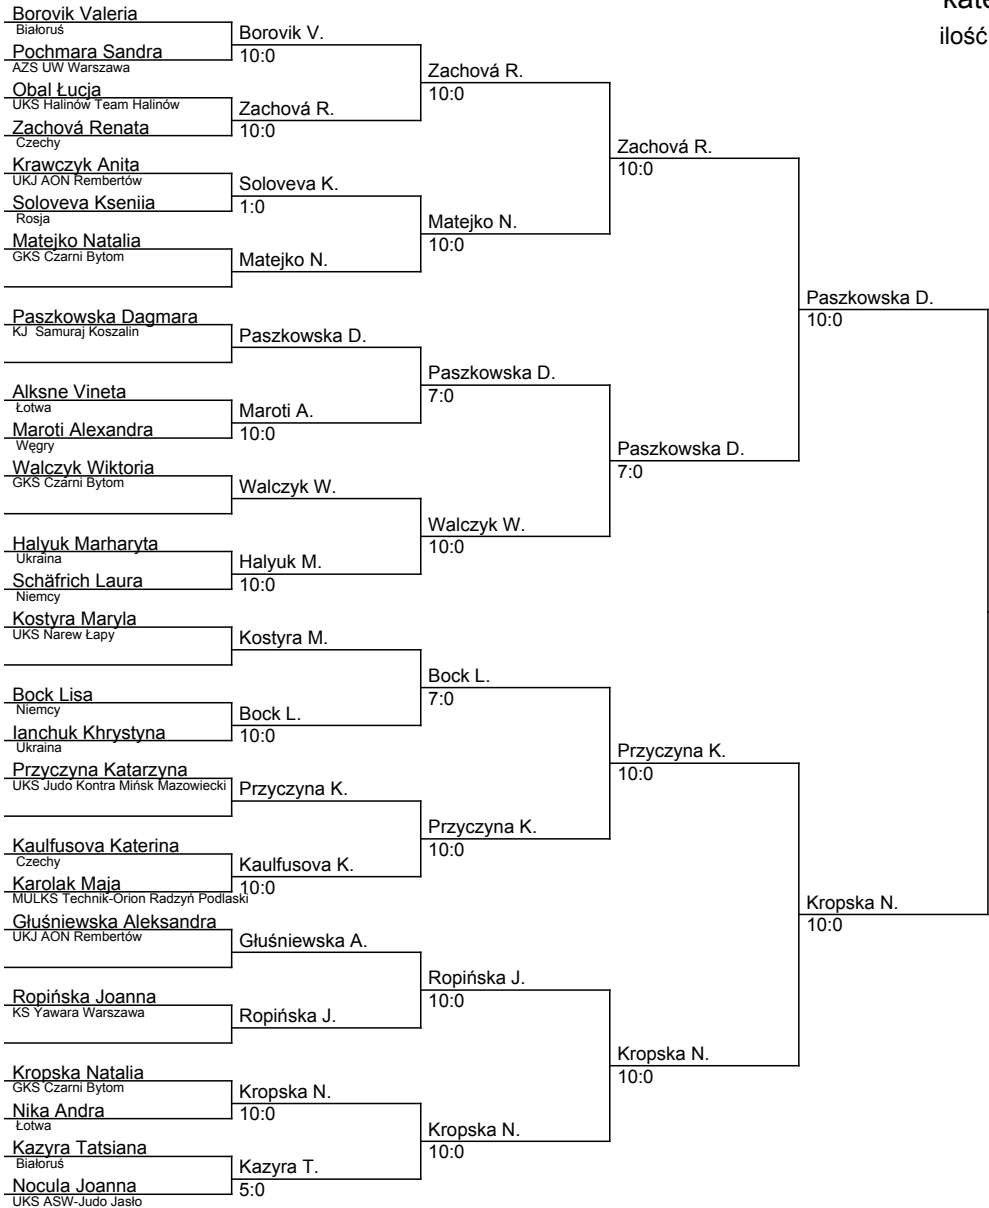 Borovik Valeria
Białoruś
Pochmara Sandra
AZS UW Warszawa
Obal Łucja
UKS Halinów Team Halinów
Zachová Renata
Czechy
Krawczyk Anita
UKJ AON Rembertów
Soloveva Kseniia
Rosja
Matejko Natalia
GKS Czarni Bytom
Paszkowska Dagmara
KJ Samuraj Koszalin
Alksne Vineta
Łotwa
Maroti Alexandra
Węgry
Walczyk Wiktoria
GKS Czarni Bytom
Halyuk Marharyta
Ukraina
Schäfrich Laura
Niemcy
Kostyra Maryla
UKS Narew Łapy
Bock Lisa
Niemcy
Ianchuk Khrystyna
Ukraina
Przyczyna Katarzyna
UKS Judo Kontra Mińsk Mazowiecki
Kaulfusova Katerina
Czechy
Karolak Maja
MULKS Technik-Orion Radzyń Podlaski
Głuśniewska Aleksandra
UKJ AON Rembertów
Ropińska Joanna
KS Yawara Warszawa
Kropska Natalia
GKS Czarni Bytom
Nika Andra
Łotwa
Kazyra Tatsiana
Białoruś
Nocula Joanna
UKS ASW-Judo Jasło
Borovik V.
10:0
Zachová R.
10:0
Soloveva K.
1:0
Matejko N.
Paszkowska D.
Maroti A.
10:0
Walczyk W.
Halyuk M.
10:0
Kostyra M.
Bock L.
10:0
Przyczyna K.
Kaulfusova K.
10:0
Głuśniewska A.
Ropińska J.
Kropska N.
10:0
Kazyra T.
5:0
Zachová R.
10:0
Matejko N.
10:0
Paszkowska D.
7:0
Walczyk W.
10:0
Bock L.
7:0
Przyczyna K.
10:0
Ropińska J.
10:0
Kropska N.
10:0
Zachová R.
10:0
Paszkowska D.
7:0
Przyczyna K.
10:0
Kropska N.
10:0
Paszkowska D.
10:0
Kropska N.
10:0
ilość